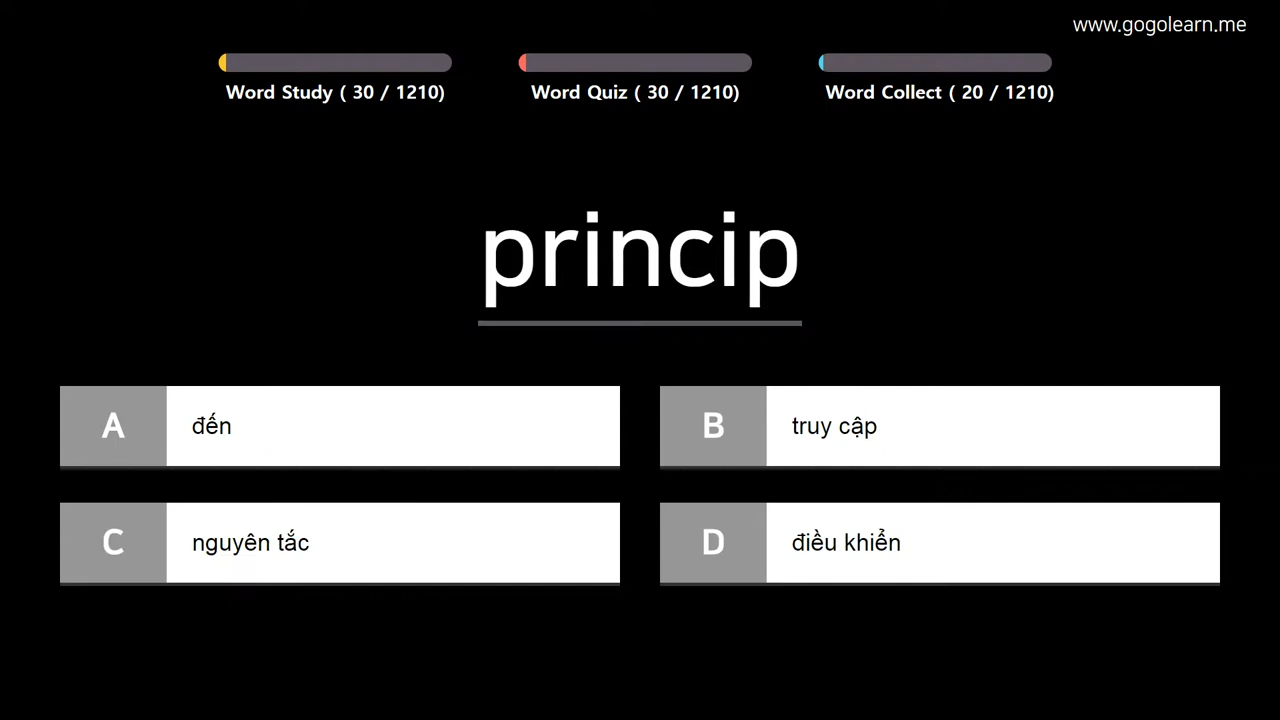 www.gogolearn.me
Word Study ( 30 / 1210)
Word Quiz ( 30 / 1210)
Word Collect ( 20 / 1210)
princip
A đến
B truy cập
C nguyên tắc
D điều khiển